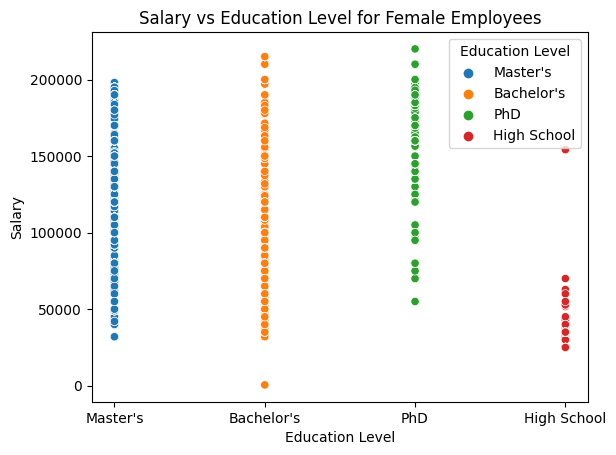 Salary vs Education Level for Female Employees
Education Level
Master's
Bachelor's
PhD
High School
200000
150000
100000
50000
0
Salary
Master's
Bachelor's
PhD
High School
Education Level